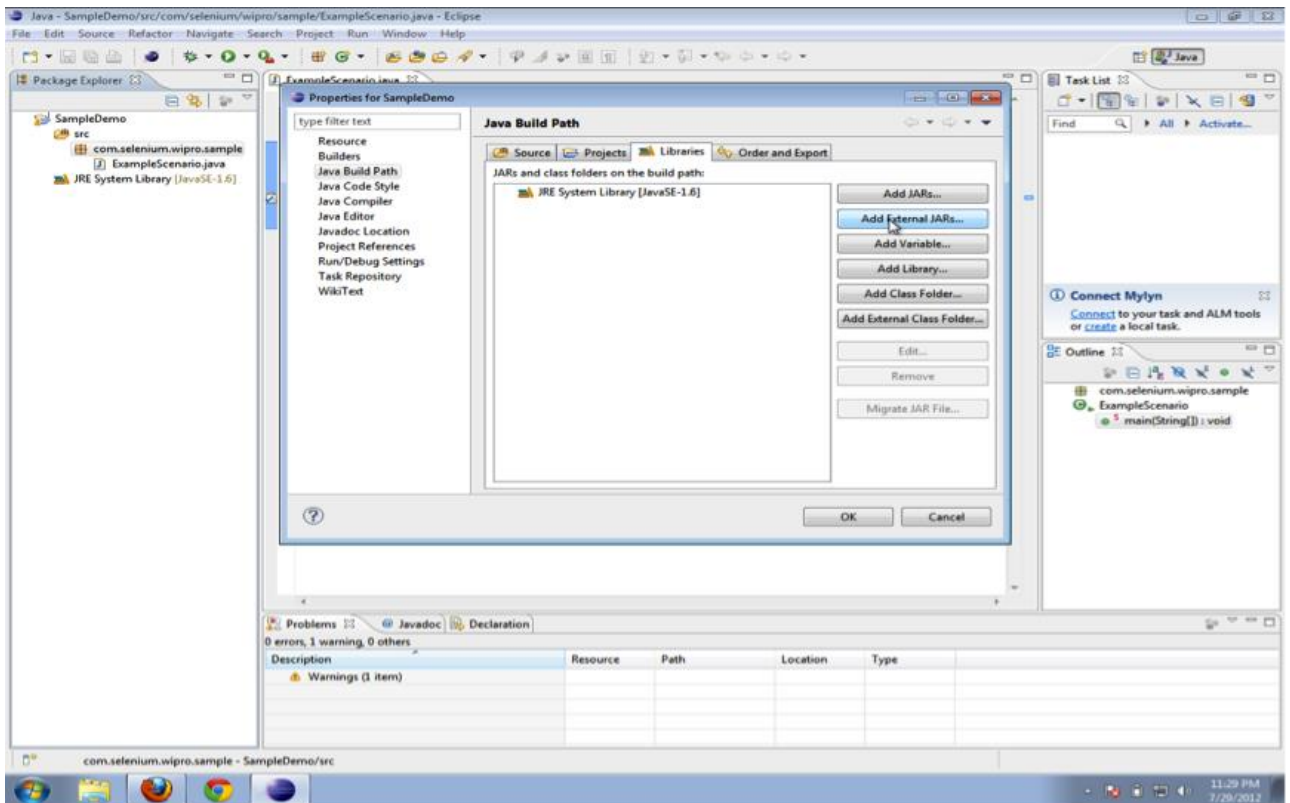 Java - SampleDemo/src/com/selenium/wipro/sample/ExampleScenario.java - Eclipse
File Edit Source Refactor Navigate Search Project Run Window Help
Java
Package Explorer
SampleDemo
src
com.selenium.wipro.sample
ExampleScenario.java
JRE System Library [JavaSE-1.6]
ExampleScenario.java
Properties for SampleDemo
type filter text
Resource
Builders
Java Build Path
Java Code Style
Java Compiler
Java Editor
Javadoc Location
Project References
Run/Debug Settings
Task Repository
WikiText
Java Build Path
Source Projects Libraries Order and Export
JARs and class folders on the build path:
JRE System Library [JavaSE-1.6]
Add JARs...
Add External JARs...
Add Variable...
Add Library...
Add Class Folder...
Add External Class Folder...
Edit...
Remove
Migrate JAR File...
OK Cancel
Task List
Find All Activate...
Connect Mylyn
Connect to your task and ALM tools
or create a local task.
Outline
com.selenium.wipro.sample
ExampleScenario
S main(String[]) : void
Problems Javadoc Declaration
0 errors, 1 warning, 0 others
Description Resource Path Location Type
Warnings (1 item)
com.selenium.wipro.sample - SampleDemo/src
11:29 PM
7/29/2012